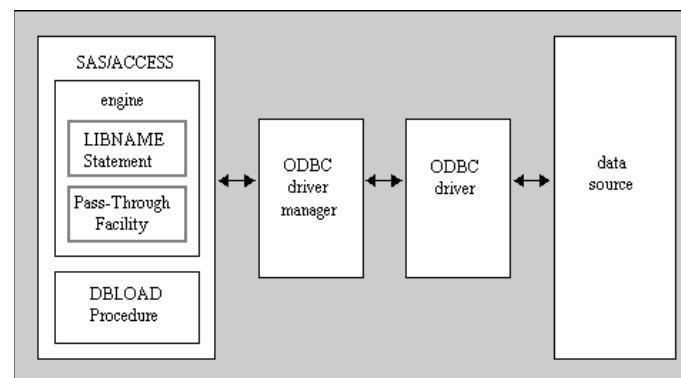 SAS/ACCESS
engine
LIBNAME
Statement
Pass-Through
Facility
DBLOAD
Procedure
ODBC
driver
manager
ODBC
driver
data
source